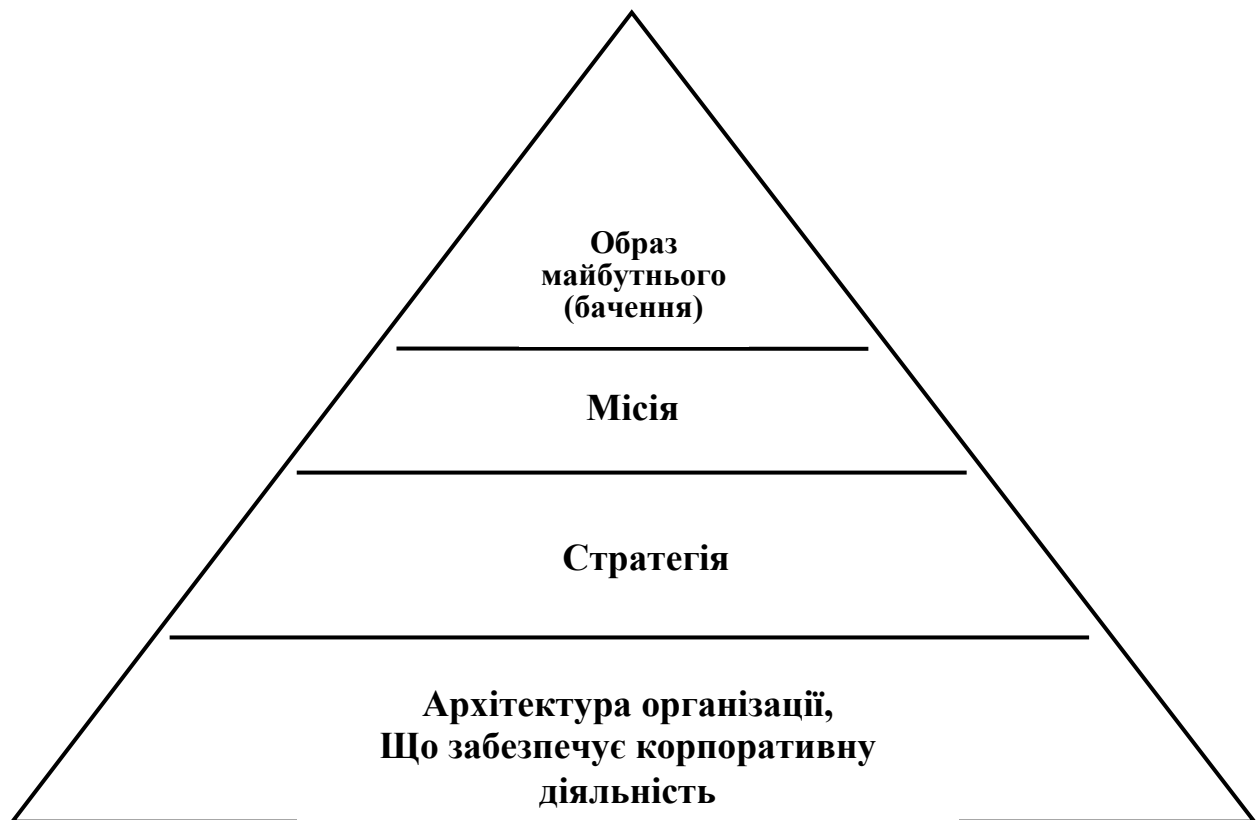 Образ
майбутнього
(бачення)
Місія
Стратегія
Архітектура організації,
Що забезпечує корпоративну
діяльність